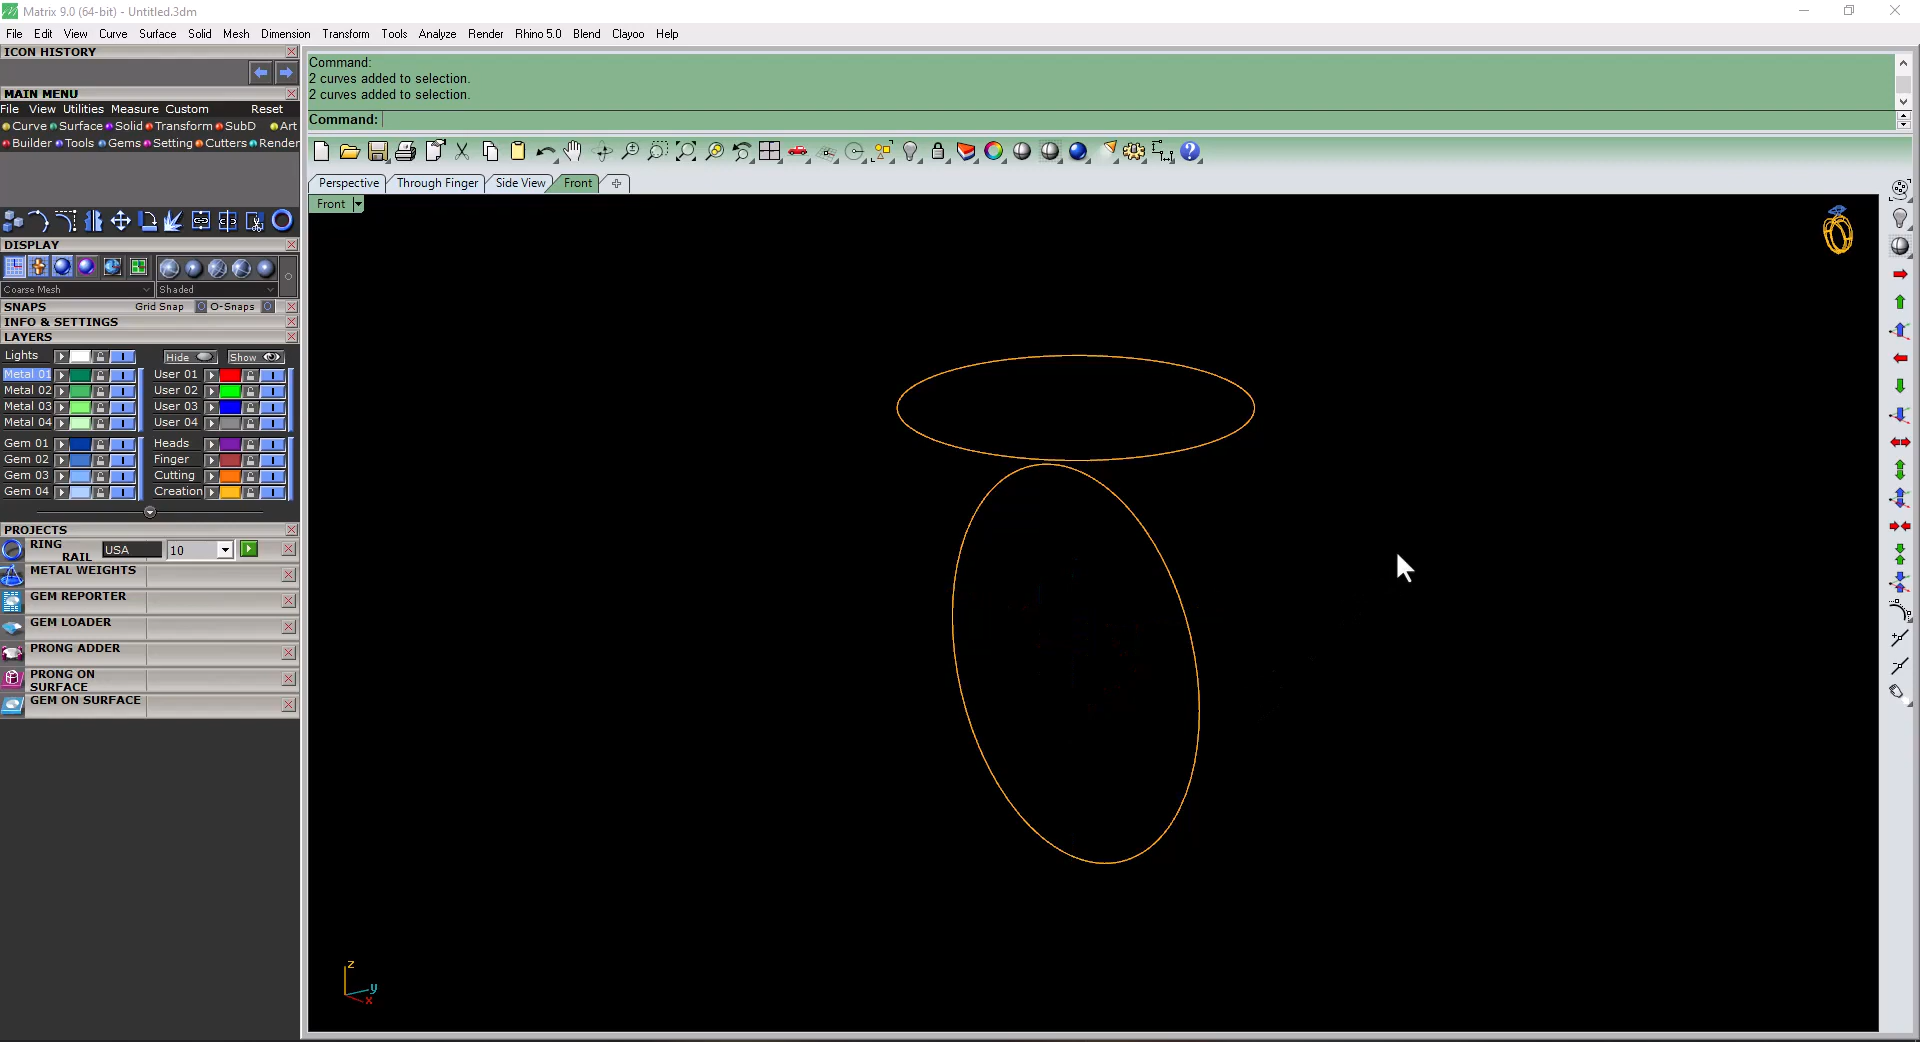 Matrix 9.0 (64-bit) - Untitled.3dm
File Edit View Curve Surface Solid Mesh Dimension Transform Tools Analyze Render Rhino 5.0 Blend Clayoo Help
ICON HISTORY
MAIN MENU
File View Utilities Measure Custom Reset
Curve Surface Solid Transform SubD Art
Builder Tools Gems Setting Cutters Render
DISPLAY
Coarse Mesh Shaded
SNAPS Grid Snap O-Snaps
INFO & SETTINGS
LAYERS
Lights Hide Show
Metal 01 User 01
Metal 02 User 02
Metal 03 User 03
Metal 04 User 04
Gem 01 Heads
Gem 02 Finger
Gem 03 Cutting
Gem 04 Creation
PROJECTS
RING RAIL USA 10
METAL WEIGHTS
GEM REPORTER
GEM LOADER
PRONG ADDER
PRONG ON SURFACE
GEM ON SURFACE
Command:
2 curves added to selection.
2 curves added to selection.
Command:
Perspective Through Finger Side View Front
Front
z
y
x